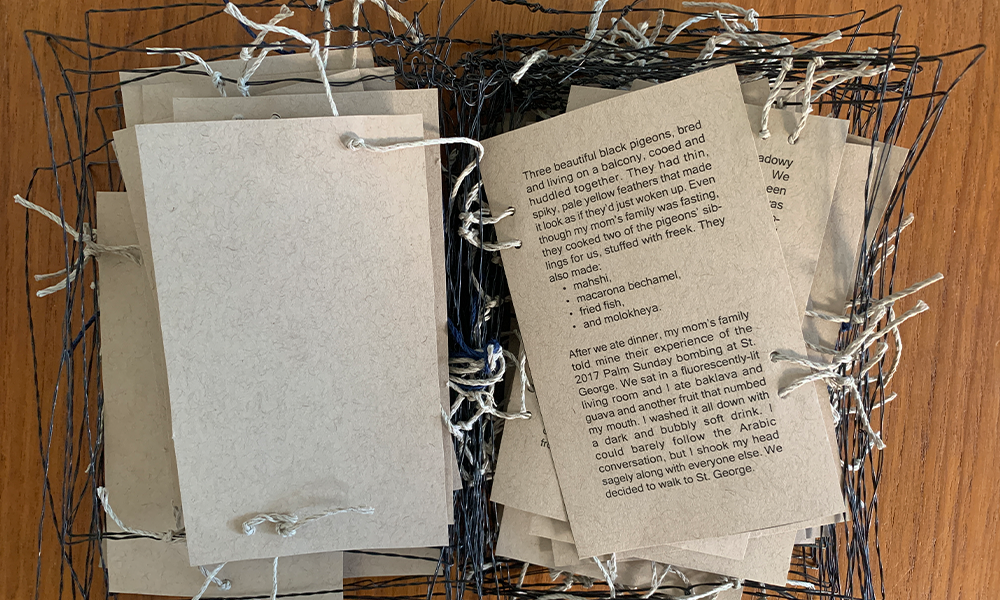 Three beautiful black pigeons, bred
and living on a balcony, cooed and
huddled together. They had thin,
spiky, pale yellow feathers that made
it look as if they'd just woken up. Even
though my mom's family was fasting,
they cooked two of the pigeons' sib-
lings for us, stuffed with freek. They
also made:
• mahshi,
• macarona bechamel,
• fried fish,
• and molokheya.
After we ate dinner, my mom's family
told mine their experience of the
2017 Palm Sunday bombing at St.
George. We sat in a fluorescently-lit
living room and I ate baklava and
guava and another fruit that numbed
my mouth. I washed it all down with
a dark and bubbly soft drink. I
could barely follow the Arabic
conversation, but I shook my head
sagely along with everyone else. We
decided to walk to St. George.
adowy
We
een
as